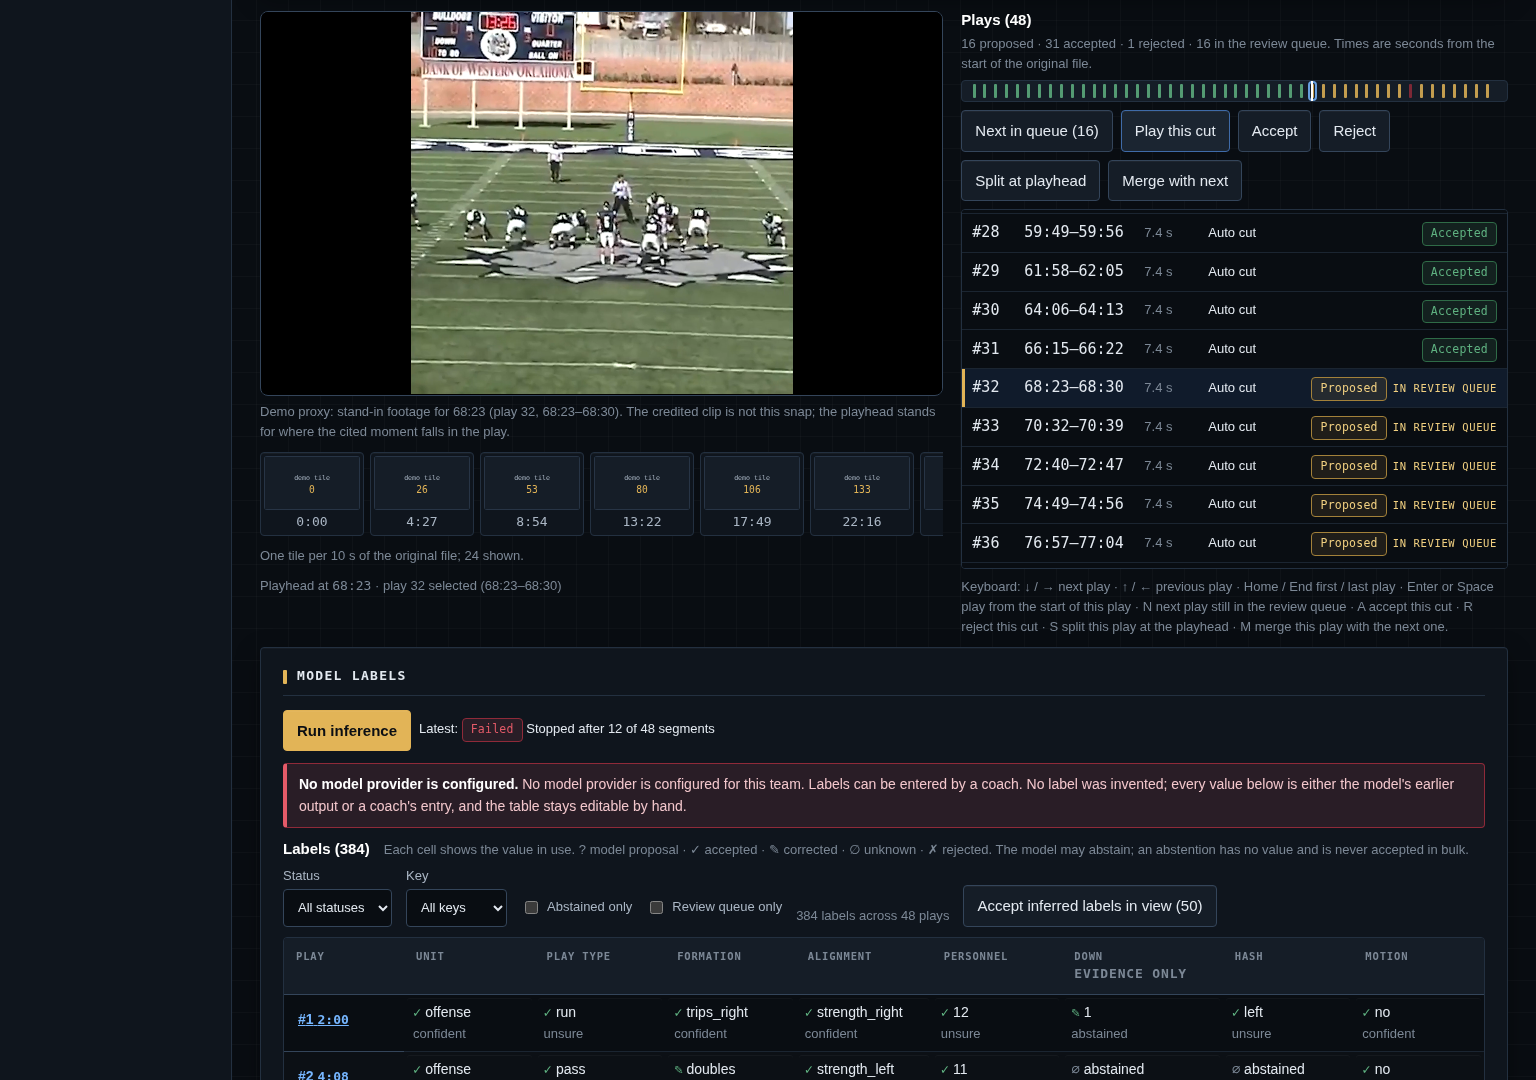 BULLDOGS
VISITOR
13:26
DOWN
QUARTER
TO GO
BALL ON
BANK OF WESTERN OKLAHOMA
Demo proxy: stand-in footage for 68:23 (play 32, 68:23–68:30). The credited clip is not this snap; the playhead stands
for where the cited moment falls in the play.
demo tile demo tile demo tile demo tile demo tile demo tile
0 26 53 80 106 133
0:00 4:27 8:54 13:22 17:49 22:16
One tile per 10 s of the original file; 24 shown.
Playhead at 68:23 · play 32 selected (68:23–68:30)
Plays (48)
16 proposed · 31 accepted · 1 rejected · 16 in the review queue. Times are seconds from the
start of the original file.
Next in queue (16) Play this cut Accept Reject
Split at playhead Merge with next
#28 59:49–59:56 7.4 s Auto cut Accepted
#29 61:58–62:05 7.4 s Auto cut Accepted
#30 64:06–64:13 7.4 s Auto cut Accepted
#31 66:15–66:22 7.4 s Auto cut Accepted
#32 68:23–68:30 7.4 s Auto cut Proposed IN REVIEW QUEUE
#33 70:32–70:39 7.4 s Auto cut Proposed IN REVIEW QUEUE
#34 72:40–72:47 7.4 s Auto cut Proposed IN REVIEW QUEUE
#35 74:49–74:56 7.4 s Auto cut Proposed IN REVIEW QUEUE
#36 76:57–77:04 7.4 s Auto cut Proposed IN REVIEW QUEUE
Keyboard: ↓ / → next play · ↑ / ← previous play · Home / End first / last play · Enter or Space
play from the start of this play · N next play still in the review queue · A accept this cut · R
reject this cut · S split this play at the playhead · M merge this play with the next one.
MODEL LABELS
Run inference Latest: Failed Stopped after 12 of 48 segments
No model provider is configured. No model provider is configured for this team. Labels can be entered by a coach. No label was invented; every value below is either the model's earlier
output or a coach's entry, and the table stays editable by hand.
Labels (384) Each cell shows the value in use. ? model proposal · ✓ accepted · ✎ corrected · ∅ unknown · ✗ rejected. The model may abstain; an abstention has no value and is never accepted in bulk.
Status Key
All statuses All keys Abstained only Review queue only 384 labels across 48 plays Accept inferred labels in view (50)
PLAY UNIT PLAY TYPE FORMATION ALIGNMENT PERSONNEL DOWN HASH MOTION
EVIDENCE ONLY
#1 2:00 ✓ offense ✓ run ✓ trips_right ✓ strength_right ✓ 12 ✎ 1 ✓ left ✓ no
confident unsure confident confident unsure abstained unsure confident
#2 4:08 ✓ offense ✓ pass ✎ doubles ✓ strength_left ✓ 11 ∅ abstained ∅ abstained ✓ no